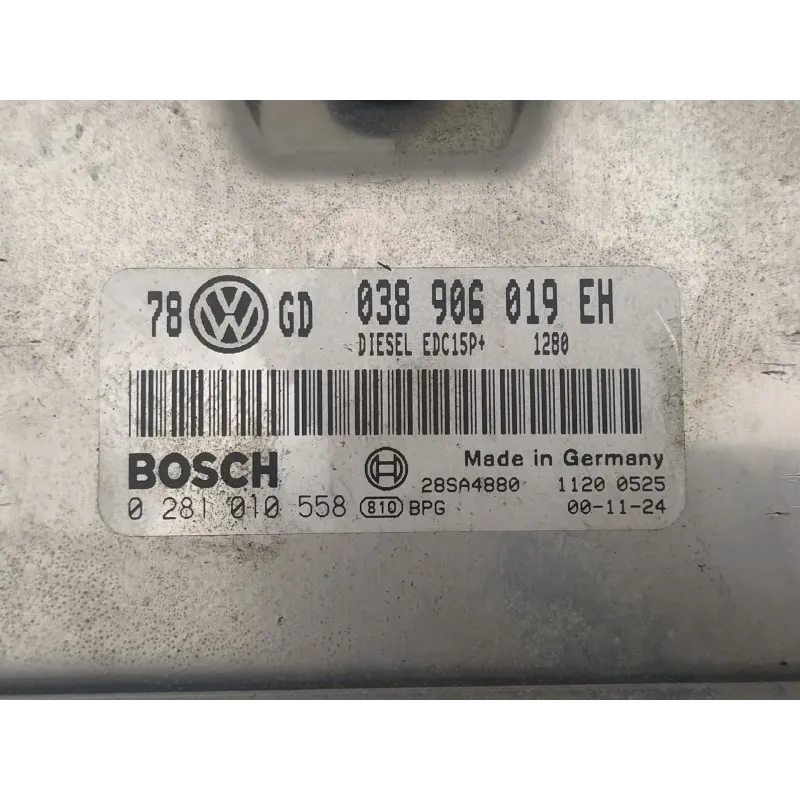 78 VW GD 038 906 019 EH
DIESEL EDC15P+ 1280
BOSCH Made in Germany
28SA4880 1120 0525
0 281 010 558 810 BPG 00-11-24